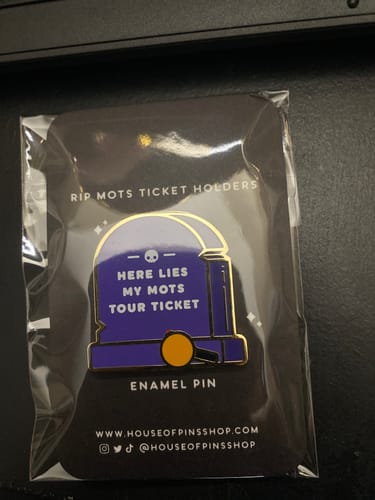 RIP MOTS TICKET HOLDERS
HERE LIES
MY MOTS
TOUR TICKET
ENAMEL PIN
WWW.HOUSEOFPINSSHOP.COM
@HOUSEOFPINSSHOP